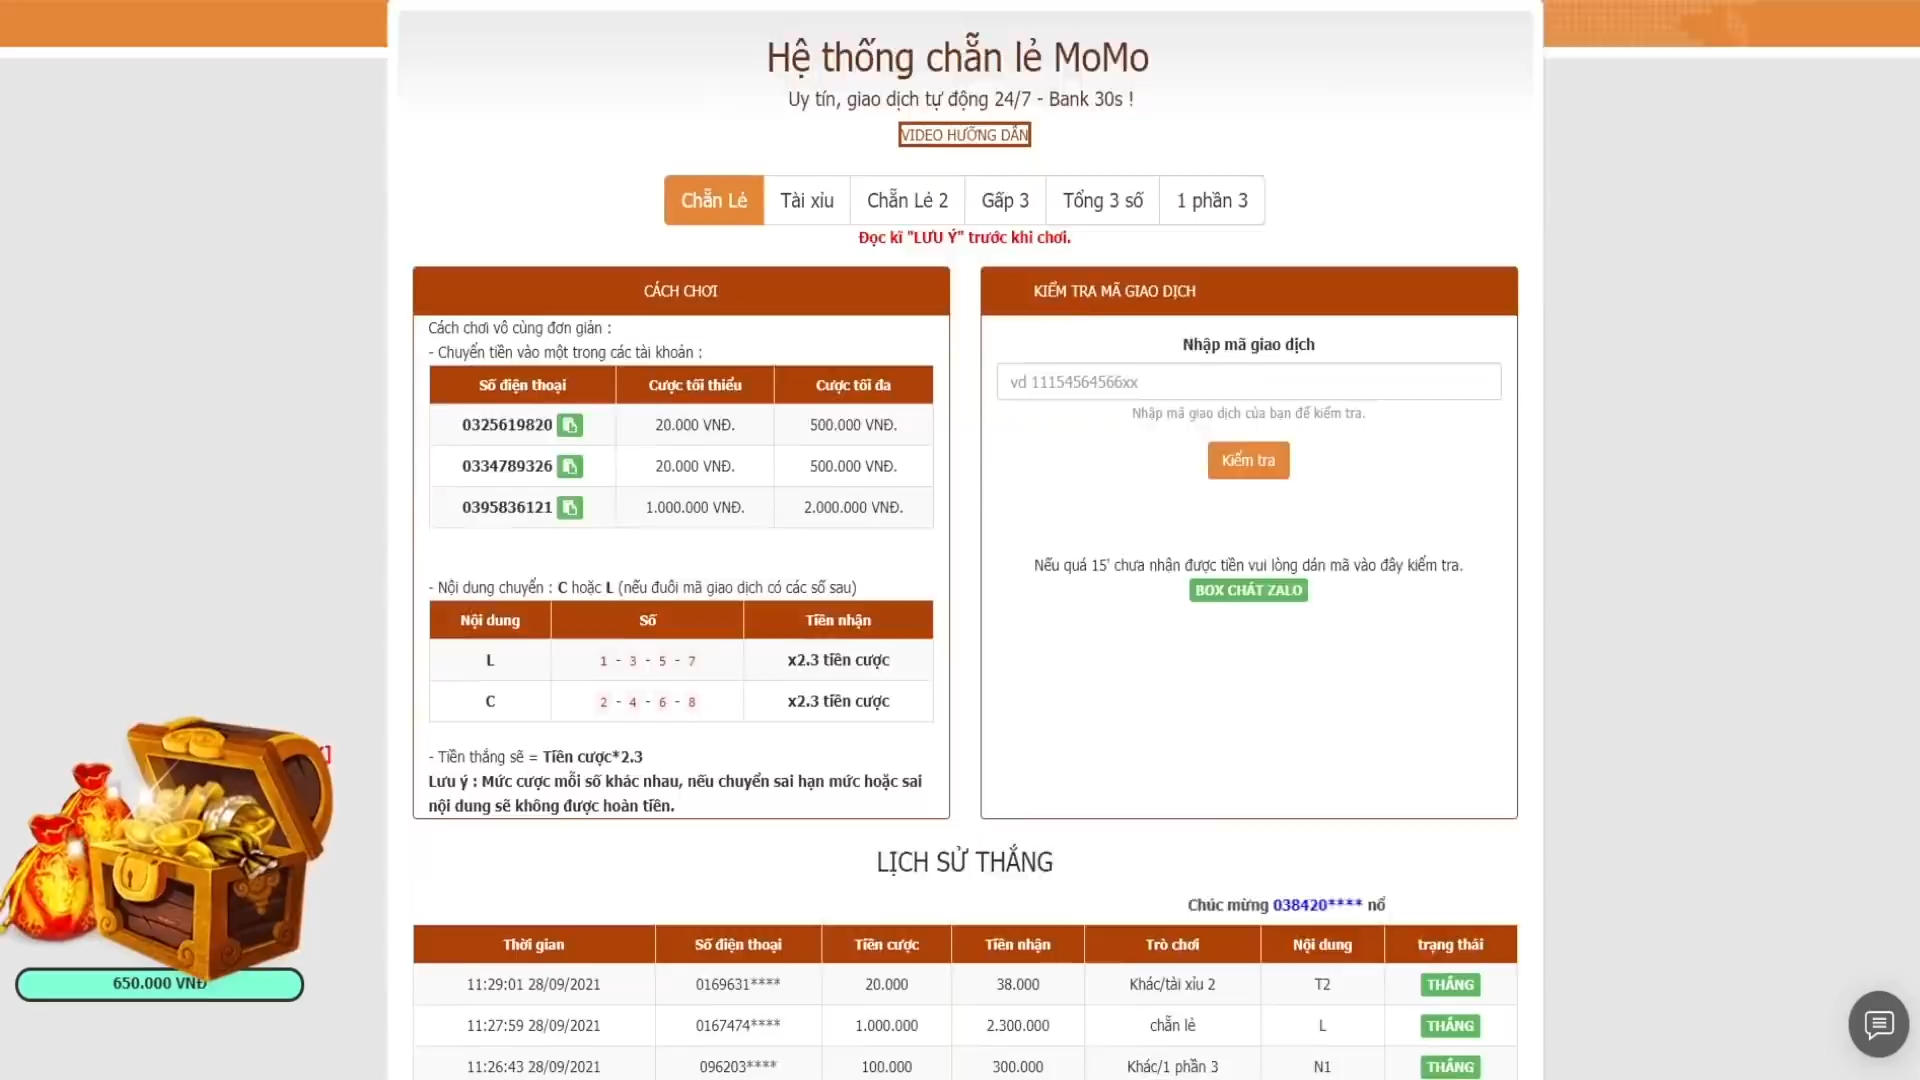 Hệ thống chẵn lẻ MoMo
Uy tín, giao dịch tự động 24/7 - Bank 30s !
VIDEO HƯỠNG DẪN
Chẵn Lẻ Tài xỉu Chẵn Lẻ 2 Gấp 3 Tổng 3 số 1 phần 3
Đọc kĩ "LƯU Ý" trước khi chơi.
CÁCH CHƠI
Cách chơi vô cùng đơn giản :
- Chuyển tiền vào một trong các tài khoản :
Số điện thoại Cược tối thiểu Cược tối đa
0325619820 20.000 VNĐ. 500.000 VNĐ.
0334789326 20.000 VNĐ. 500.000 VNĐ.
0395836121 1.000.000 VNĐ. 2.000.000 VNĐ.
- Nội dung chuyển : C hoặc L (nếu đuôi mã giao dịch có các số sau)
Nội dung Số Tiền nhận
L 1 - 3 - 5 - 7 x2.3 tiền cược
C 2 - 4 - 6 - 8 x2.3 tiền cược
- Tiền thắng sẽ = Tiền cược*2.3
Lưu ý : Mức cược mỗi số khác nhau, nếu chuyển sai hạn mức hoặc sai
nội dung sẽ không được hoàn tiền.
KIỂM TRA MÃ GIAO DỊCH
Nhập mã giao dịch
vd 11154564566xx
Nhập mã giao dịch của bạn để kiểm tra.
Kiểm tra
Nếu quá 15' chưa nhận được tiền vui lòng dán mã vào đây kiểm tra.
BOX CHÁT ZALO
650.000 VNĐ
LỊCH SỬ THẮNG
Chúc mừng 038420**** nổ
Thời gian Số điện thoại Tiền cược Tiền nhận Trò chơi Nội dung trạng thái
11:29:01 28/09/2021 0169631**** 20.000 38.000 Khác/tài xỉu 2 T2 THẮNG
11:27:59 28/09/2021 0167474**** 1.000.000 2.300.000 chẵn lẻ L THẮNG
11:26:43 28/09/2021 096203**** 100.000 300.000 Khác/1 phần 3 N1 THẮNG